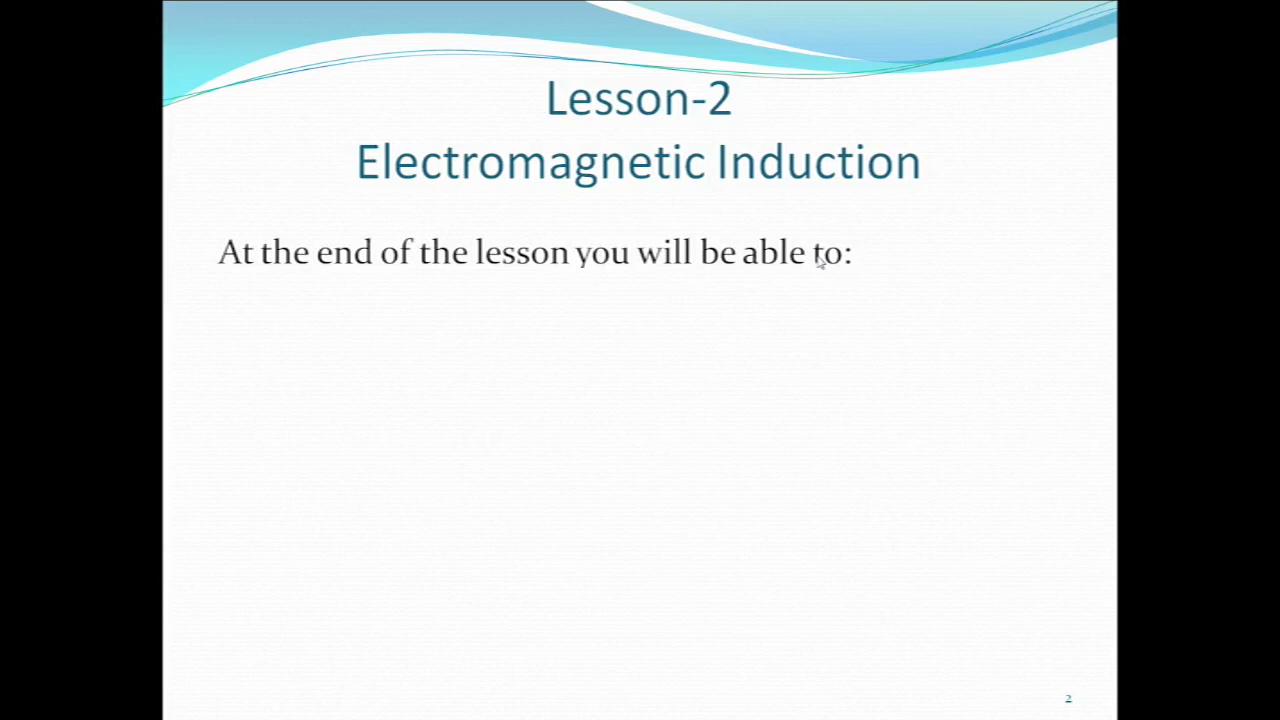 Lesson-2
Electromagnetic Induction
At the end of the lesson you will be able to:
2